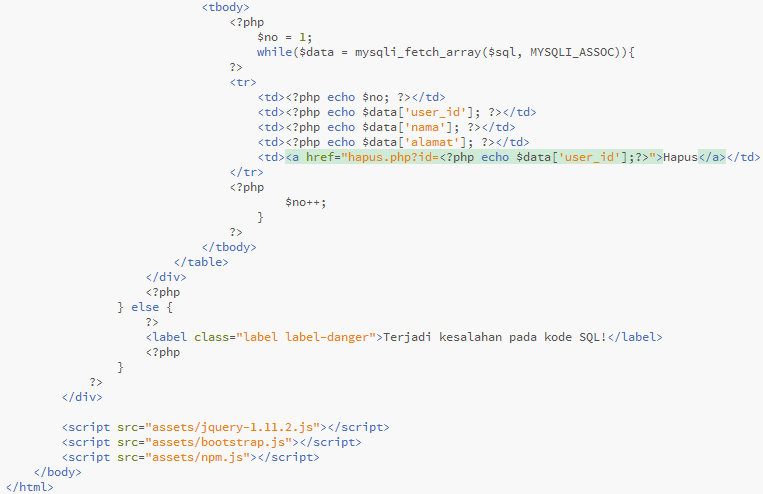 <tbody>
<?php
$no = 1;
while($data = mysqli_fetch_array($sql, MYSQLI_ASSOC)){
?>
<tr>
<td><?php echo $no; ?></td>
<td><?php echo $data['user_id']; ?></td>
<td><?php echo $data['nama']; ?></td>
<td><?php echo $data['alamat']; ?></td>
<td><a href="hapus.php?id=<?php echo $data['user_id'];?>">Hapus</a></td>
</tr>
<?php
$no++;
}
?>
</tbody>
</table>
</div>
<?php
} else {
?>
<label class="label label-danger">Terjadi kesalahan pada kode SQL!</label>
<?php
}
?>
</div>
<script src="assets/jquery-1.11.2.js"></script>
<script src="assets/bootstrap.js"></script>
<script src="assets/npm.js"></script>
</body>
</html>